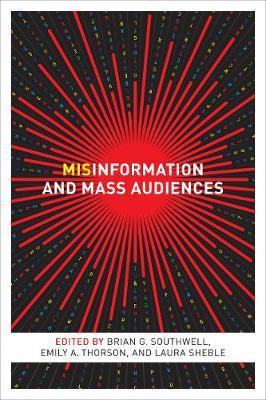 MISINFORMATION
AND MASS AUDIENCES
EDITED BY BRIAN G. SOUTHWELL,
EMILY A. THORSON, AND LAURA SHEBLE